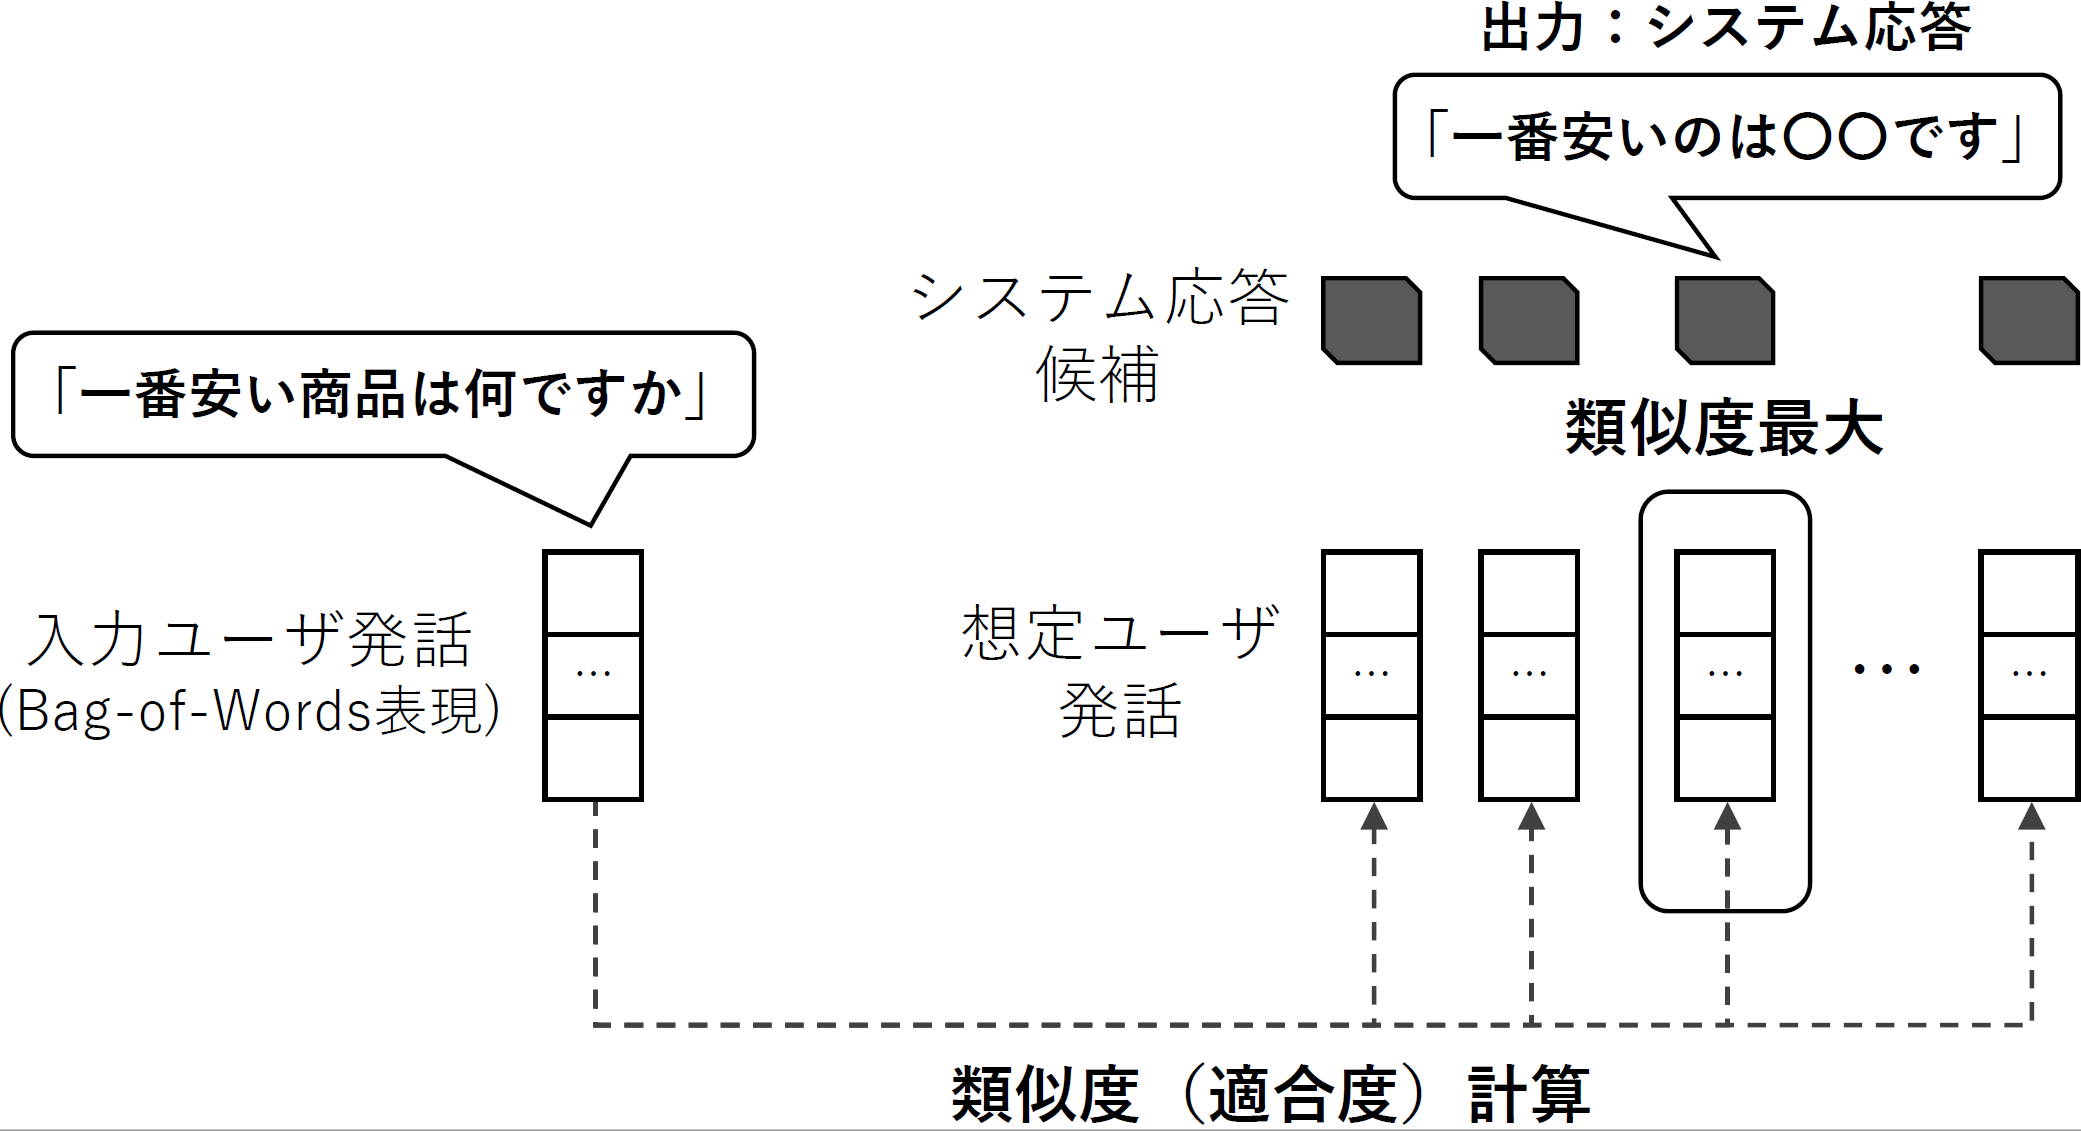 出力：システム応答
「一番安いのは〇〇です」
システム応答
候補
「一番安い商品は何ですか」
類似度最大
入力ユーザ発話
（Bag-of-Words表現）
…
想定ユーザ
発話
…
…
…
…
…
類似度（適合度）計算